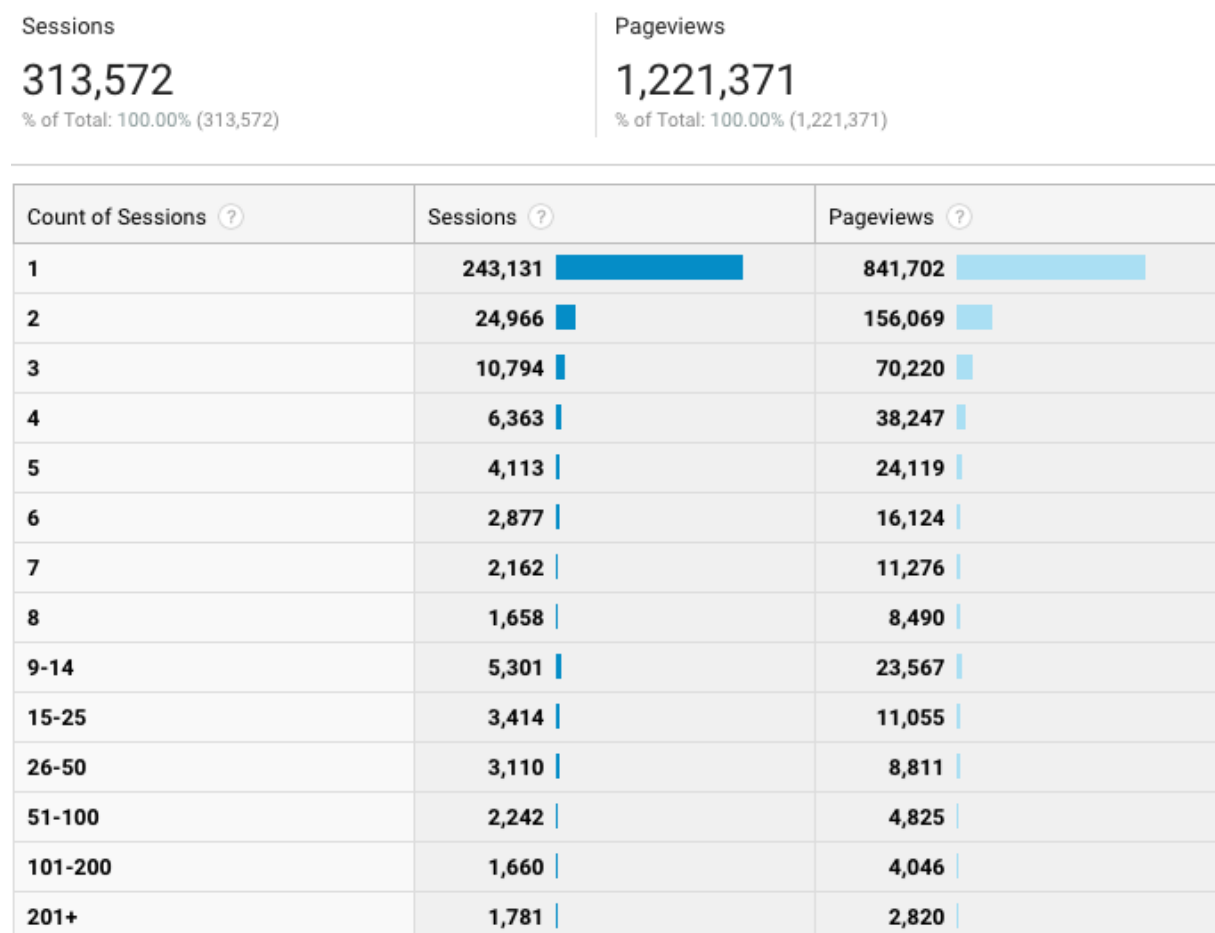 Sessions
Pageviews
313,572
1,221,371
% of Total: 100.00% (313,572)
% of Total: 100.00% (1,221,371)
Count of Sessions ? Sessions ? Pageviews ?
1 243,131 841,702
2 24,966 156,069
3 10,794 70,220
4 6,363 38,247
5 4,113 24,119
6 2,877 16,124
7 2,162 11,276
8 1,658 8,490
9-14 5,301 23,567
15-25 3,414 11,055
26-50 3,110 8,811
51-100 2,242 4,825
101-200 1,660 4,046
201+ 1,781 2,820